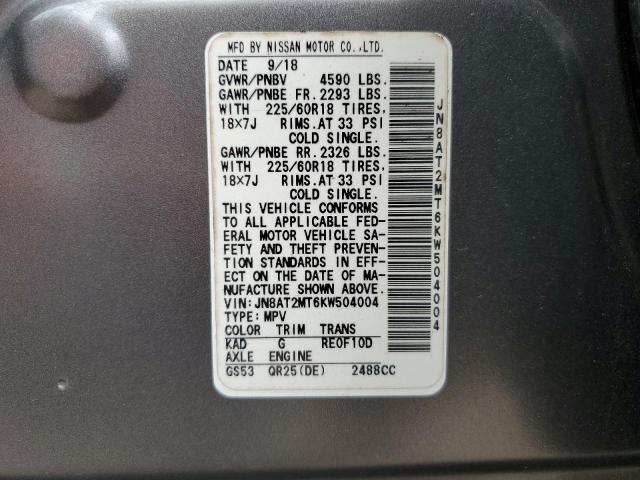 MFD BY NISSAN MOTOR CO.,LTD.
DATE 9/18
GVWR/PNBV 4590 LBS.
GAWR/PNBE FR. 2293 LBS.
WITH 225/60R18 TIRES,
18X7J RIMS.AT 33 PSI
COLD SINGLE.
GAWR/PNBE RR. 2326 LBS.
WITH 225/60R18 TIRES,
18X7J RIMS.AT 33 PSI
COLD SINGLE.
THIS VEHICLE CONFORMS
TO ALL APPLICABLE FED-
ERAL MOTOR VEHICLE SA-
FETY AND THEFT PREVEN-
TION STANDARDS IN EFF-
ECT ON THE DATE OF MA-
NUFACTURE SHOWN ABOVE.
VIN:JN8AT2MT6KW504004
TYPE:MPV
COLOR TRIM TRANS
KAD G RE0F10D
AXLE ENGINE
GS53 QR25(DE) 2488CC
JN8AT2MT6KW504004